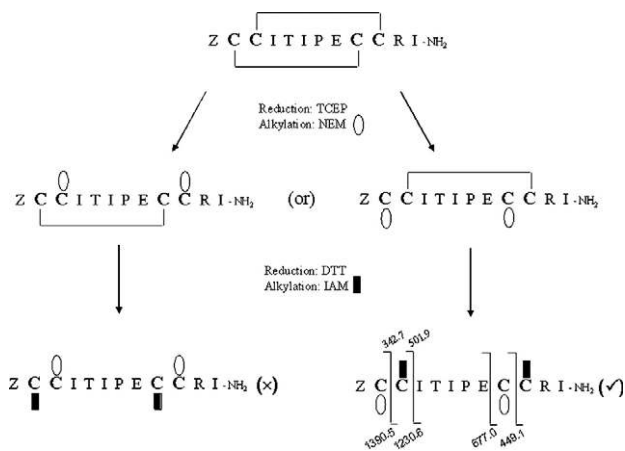 Z C C I T I P E C C R I - NH₂
Reduction: TCEP
Alkylation: NEM
Z C C I T I P E C C R I - NH₂
(or)
Z C C I T I P E C C R I - NH₂
Reduction: DTT
Alkylation: IAM
342.7 501.9
Z C C I T I P E C C R I - NH₂ (×)
Z C C I T I P E C C R I - NH₂ (✓)
1390.5 1230.6 677.0 449.1